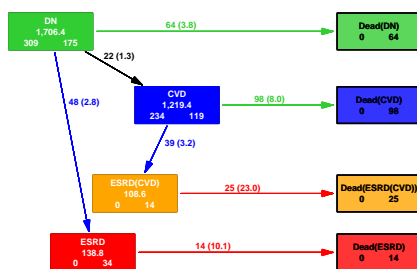 DN
1,706.4
309 175
64 (3.8)
Dead(DN)
0 64
22 (1.3)
48 (2.8)
CVD
1,219.4
234 119
98 (8.0)
Dead(CVD)
0 98
39 (3.2)
ESRD(CVD)
108.6
0 14
25 (23.0)
Dead(ESRD(CVD))
0 25
ESRD
138.8
0 34
14 (10.1)
Dead(ESRD)
0 14